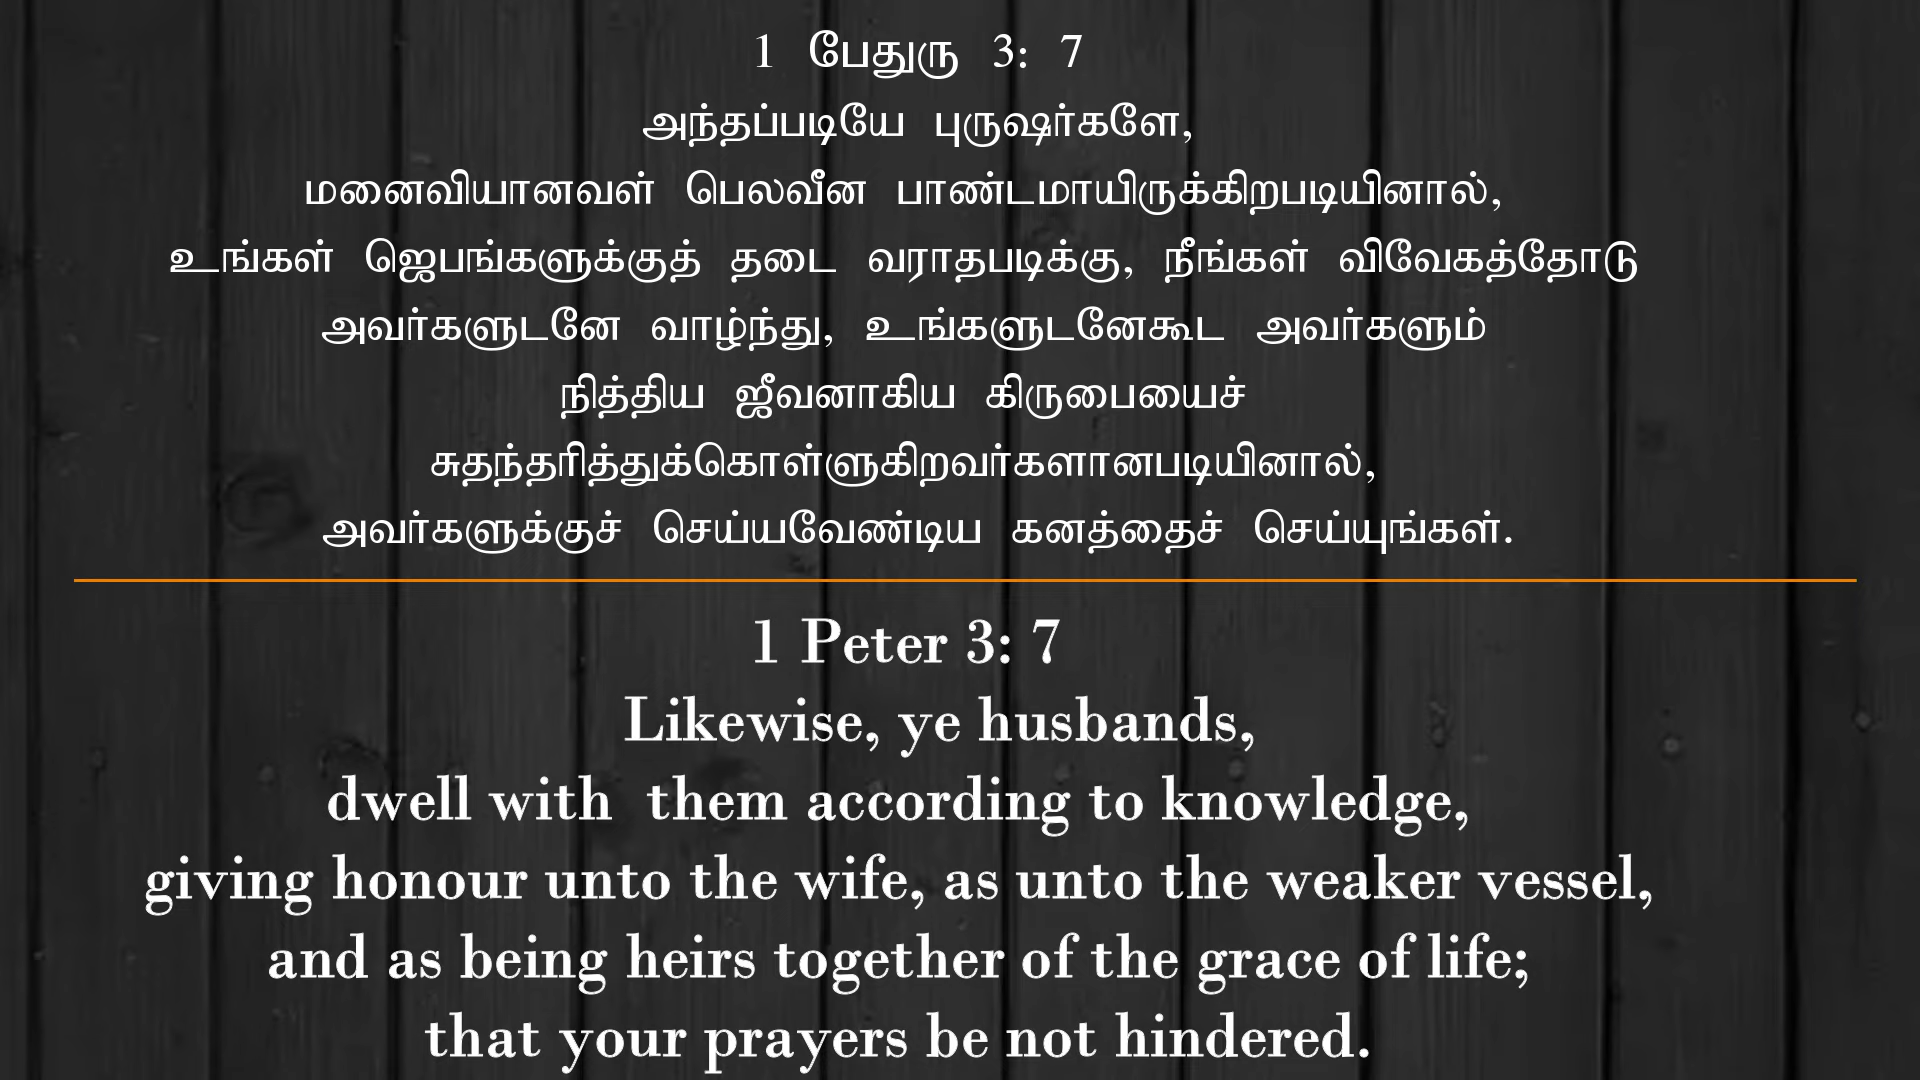 1 பேதுரு 3: 7
அந்தப்படியே புருஷர்களே,
மனைவியானவள் பெலவீன பாண்டமாயிருக்கிறபடியினால்,
உங்கள் ஜெபங்களுக்குத் தடை வராதபடிக்கு, நீங்கள் விவேகத்தோடு
அவர்களுடனே வாழ்ந்து, உங்களுடனேகூட அவர்களும்
நித்திய ஜீவனாகிய கிருபையைச்
சுதந்தரித்துக்கொள்ளுகிறவர்களானபடியினால்,
அவர்களுக்குச் செய்யவேண்டிய கனத்தைச் செய்யுங்கள்.
1 Peter 3: 7
Likewise, ye husbands,
dwell with them according to knowledge,
giving honour unto the wife, as unto the weaker vessel,
and as being heirs together of the grace of life;
that your prayers be not hindered.